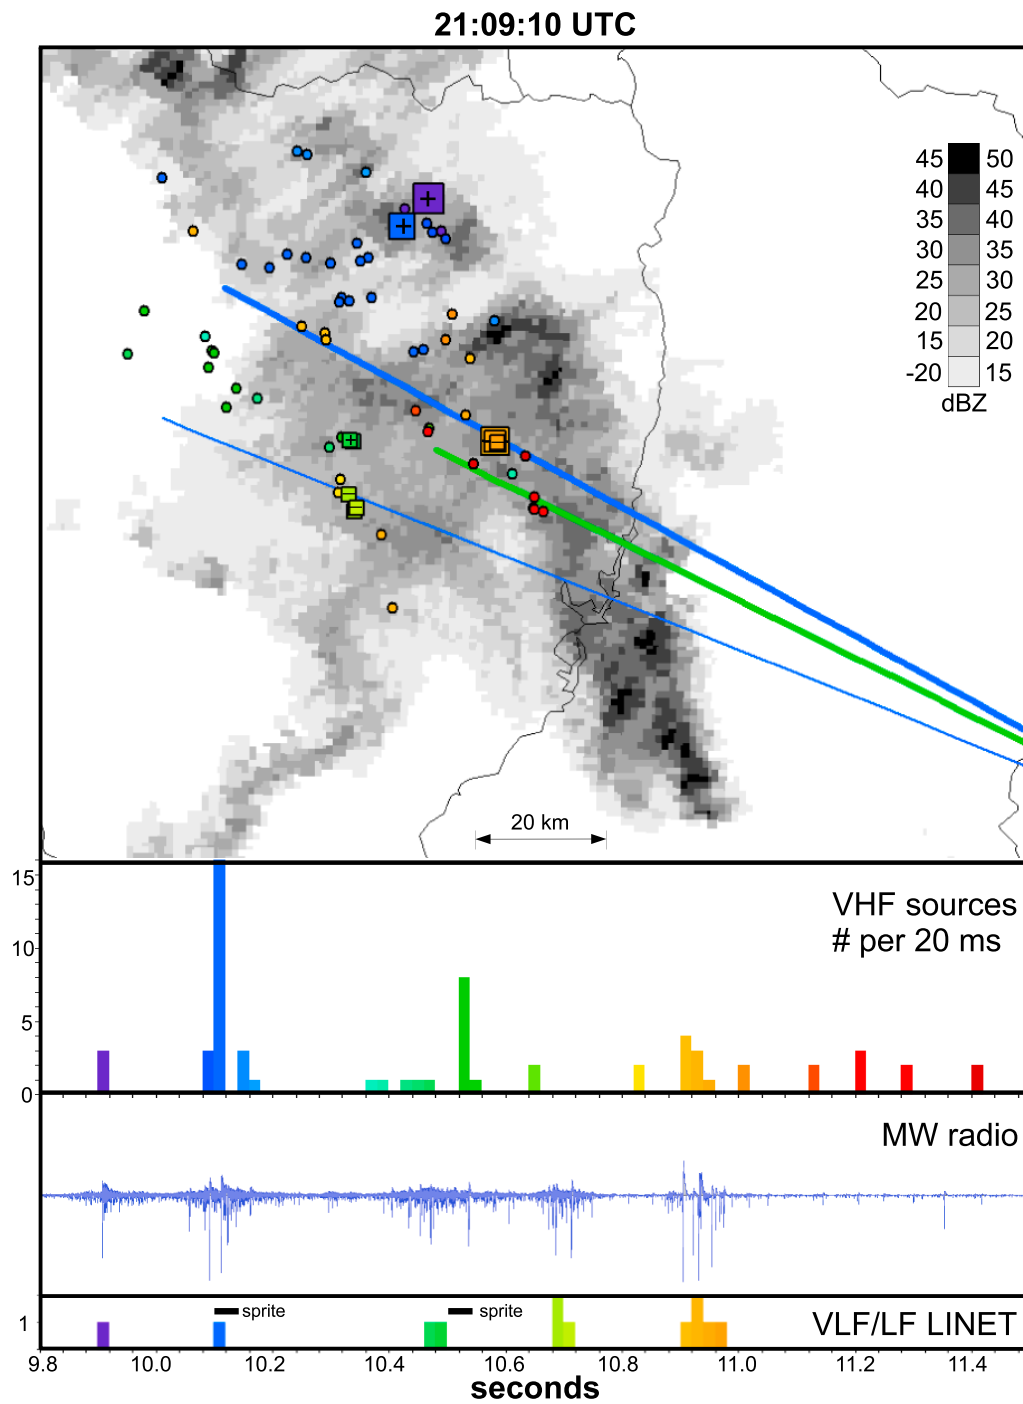 21:09:10 UTC
45 50
40 45
35 40
30 35
25 30
20 25
15 20
-20 15
dBZ
20 km
15
10
5
0
VHF sources
# per 20 ms
MW radio
sprite sprite
1
VLF/LF LINET
9.8 10.0 10.2 10.4 10.6 10.8 11.0 11.2 11.4
seconds